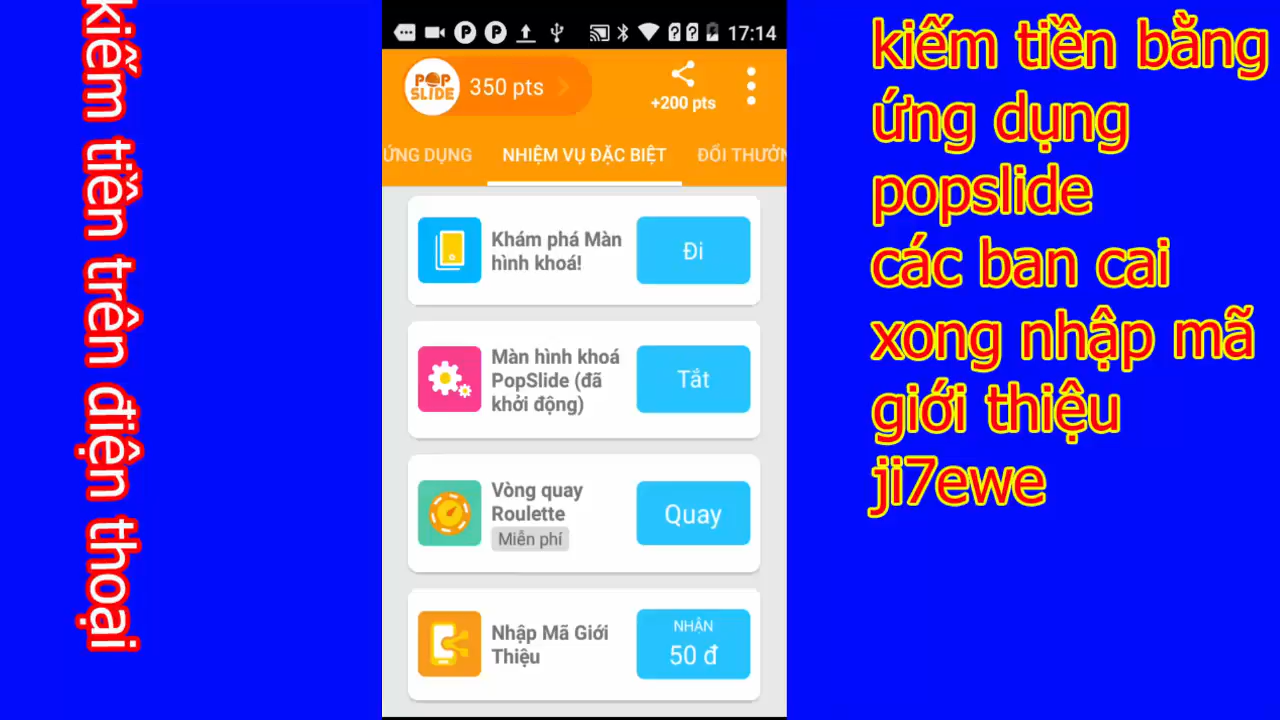 kiếm tiền trên điện thoại
17:14
POP
SLIDE
350 pts
+200 pts
ỨNG DỤNG
NHIỆM VỤ ĐẶC BIỆT
ĐỔI THƯỞN
Khám phá Màn
hình khoá!
Đi
Màn hình khoá
PopSlide (đã
khởi động)
Tắt
Vòng quay
Roulette
Miễn phí
Quay
Nhập Mã Giới
Thiệu
NHẬN
50 đ
kiếm tiền bằng
ứng dụng
popslide
các ban cai
xong nhập mã
giới thiệu
ji7ewe